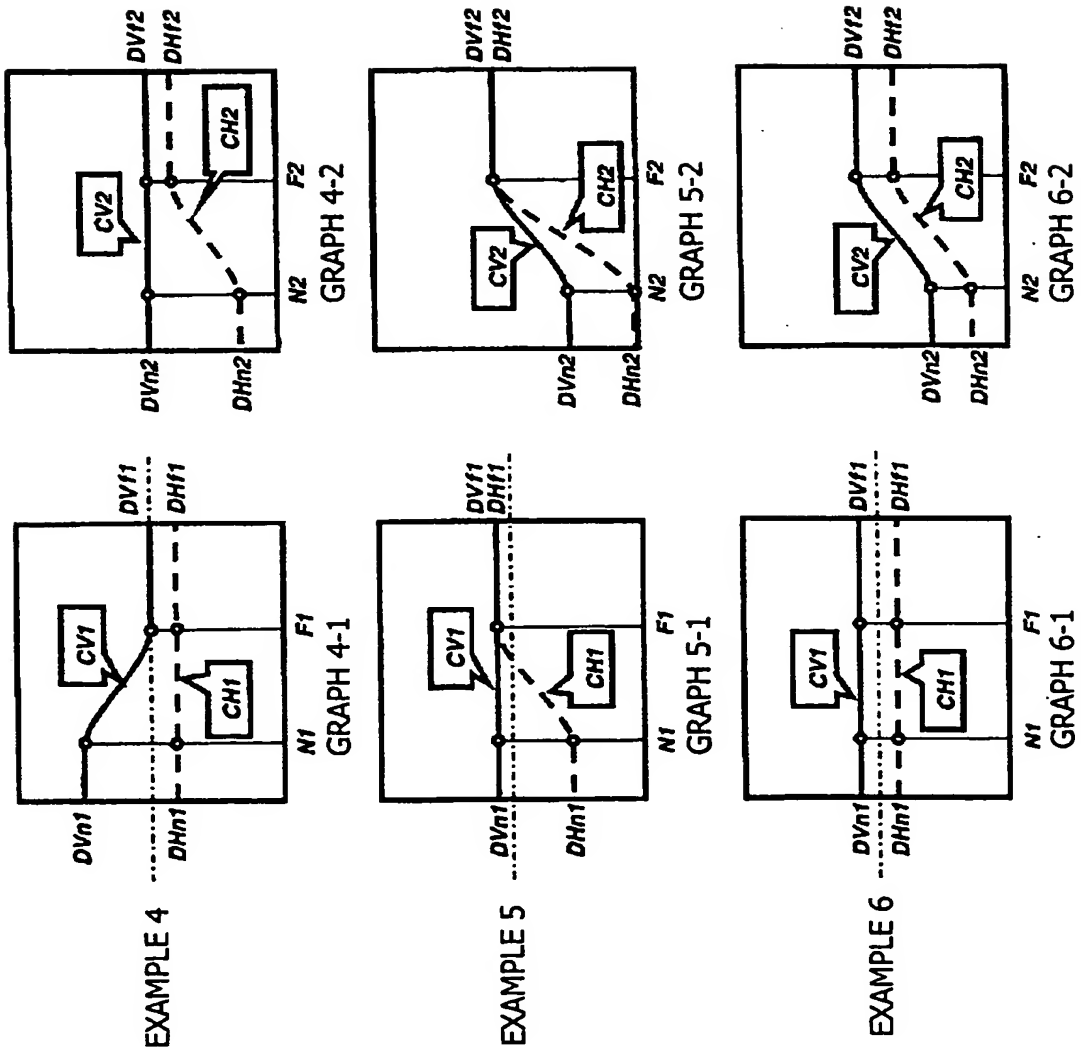 EXAMPLE 4
DVn1
DHn1
CV1
CH1
DVf1
DHf1
N1
F1
GRAPH 4-1
DVn2
DHn2
CV2
CH2
DVf2
DHf2
N2
F2
GRAPH 4-2
EXAMPLE 5
DVn1
DHn1
CV1
CH1
DVf1
DHf1
N1
F1
GRAPH 5-1
DVn2
DHn2
CV2
CH2
DVf2
DHf2
N2
F2
GRAPH 5-2
EXAMPLE 6
DVn1
DHn1
CV1
CH1
DVf1
DHf1
N1
F1
GRAPH 6-1
DVn2
DHn2
CV2
CH2
DVf2
DHf2
N2
F2
GRAPH 6-2